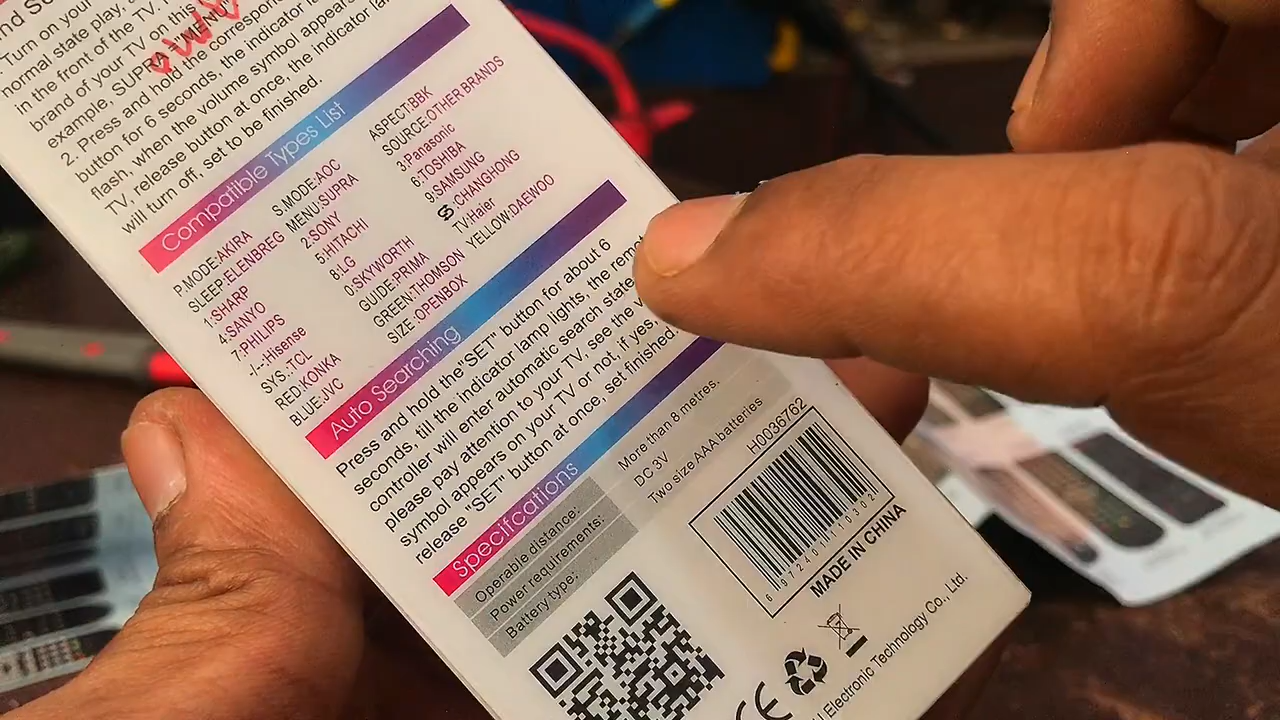 and Se
Turn on your
normal state play,
in the front of the TV,
brand of your TV on this
example, SUPRA "MENU
2. Press and hold the correspon
button for 6 seconds, the indicator
flash, when the volume symbol appears
TV, release button at once, the indicator la
will turn off, set to be finished.
Compatible Types List
P.MODE:AKIRA S.MODE:AOC ASPECT:BBK
SLEEP:ELENBREG MENU:SUPRA SOURCE:OTHER BRANDS
1:SHARP 2:SONY 3:Panasonic
4:SANYO 5:HITACHI 6:TOSHIBA
7:PHILIPS 8:LG 9:SAMSUNG
-/--:Hisense 0:SKYWORTH :CHANGHONG
SYS.:TCL GUIDE:PRIMA TV:Haier
RED:KONKA GREEN:THOMSON YELLOW:DAEWOO
BLUE:JVC SIZE:OPENBOX
Auto Searching
Press and hold the"SET" button for about 6
seconds, till the indicator lamp lights, the remot
controller will enter automatic search state
please pay attention to your TV, see the v
symbol appears on your TV or not, if yes,
release "SET" button at once, set finished.
Specifcations
Operable distance: More than 8 metres.
Power requirements: DC 3V
Battery type: Two size AAA batteries
H0036762
6972401103021
MADE IN CHINA
CE
Electronic Technology Co., Ltd.